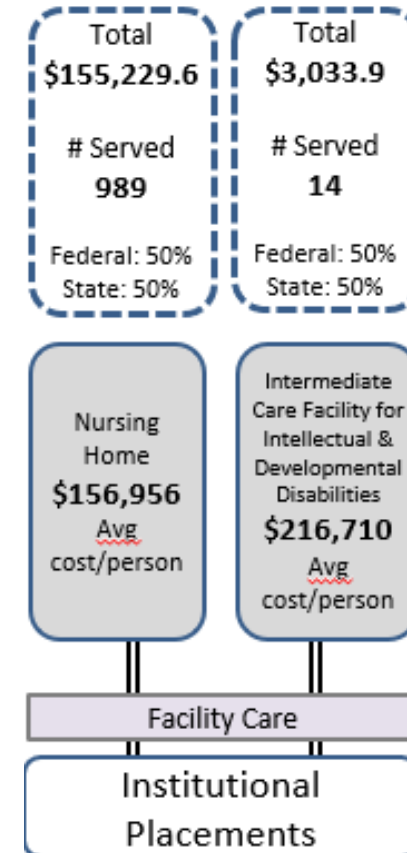 Total
$155,229.6
# Served
989
Federal: 50%
State: 50%
Total
$3,033.9
# Served
14
Federal: 50%
State: 50%
Nursing
Home
$156,956
Avg
cost/person
Intermediate
Care Facility for
Intellectual &
Developmental
Disabilities
$216,710
Avg
cost/person
Facility Care
Institutional
Placements